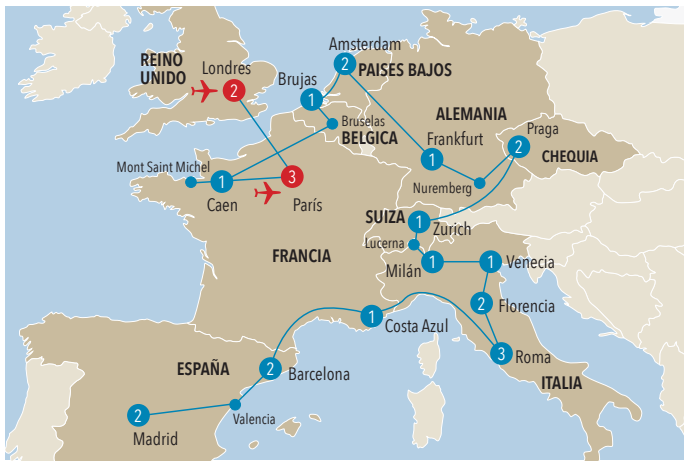 REINO
UNIDO
Londres
2
Amsterdam
2
PAISES BAJOS
Brujas
1
Bruselas
BELGICA
ALEMANIA
Frankfurt
1
Praga
2
CHEQUIA
Nuremberg
Mont Saint Michel
1
Caen
3
París
SUIZA
1
Zurich
Lucerna
FRANCIA
Milán
1
1
Venecia
2
Florencia
1
Costa Azul
3
Roma
ITALIA
ESPAÑA
2
Barcelona
2
Madrid
Valencia